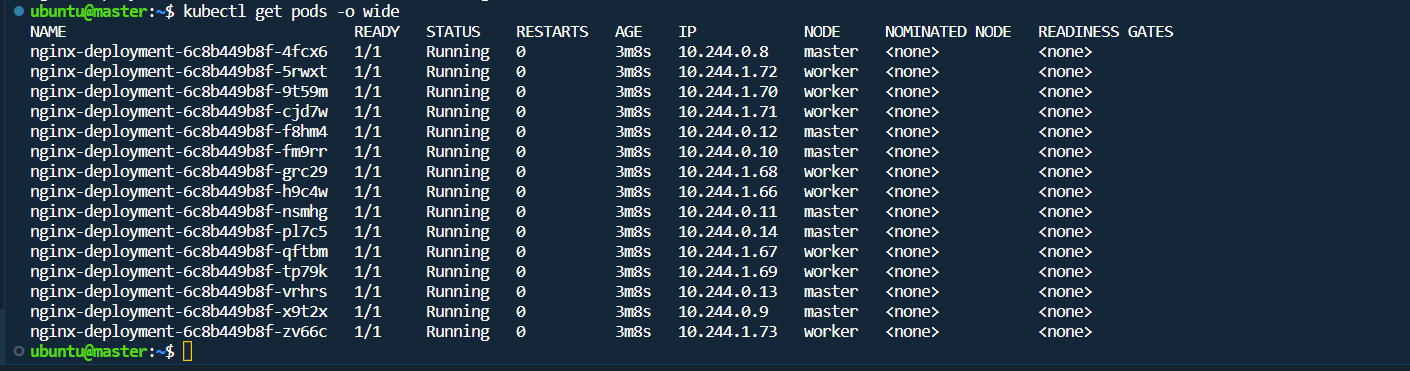 ubuntu@master:~$ kubectl get pods -o wide
NAME READY STATUS RESTARTS AGE IP NODE NOMINATED NODE READINESS GATES
nginx-deployment-6c8b449b8f-4fcx6 1/1 Running 0 3m8s 10.244.0.8 master <none> <none>
nginx-deployment-6c8b449b8f-5rwxt 1/1 Running 0 3m8s 10.244.1.72 worker <none> <none>
nginx-deployment-6c8b449b8f-9t59m 1/1 Running 0 3m8s 10.244.1.70 worker <none> <none>
nginx-deployment-6c8b449b8f-cjd7w 1/1 Running 0 3m8s 10.244.1.71 worker <none> <none>
nginx-deployment-6c8b449b8f-f8hm4 1/1 Running 0 3m8s 10.244.0.12 master <none> <none>
nginx-deployment-6c8b449b8f-fm9rr 1/1 Running 0 3m8s 10.244.0.10 master <none> <none>
nginx-deployment-6c8b449b8f-grc29 1/1 Running 0 3m8s 10.244.1.68 worker <none> <none>
nginx-deployment-6c8b449b8f-h9c4w 1/1 Running 0 3m8s 10.244.1.66 worker <none> <none>
nginx-deployment-6c8b449b8f-nsmhg 1/1 Running 0 3m8s 10.244.0.11 master <none> <none>
nginx-deployment-6c8b449b8f-pl7c5 1/1 Running 0 3m8s 10.244.0.14 master <none> <none>
nginx-deployment-6c8b449b8f-qftbm 1/1 Running 0 3m8s 10.244.1.67 worker <none> <none>
nginx-deployment-6c8b449b8f-tp79k 1/1 Running 0 3m8s 10.244.1.69 worker <none> <none>
nginx-deployment-6c8b449b8f-vrhrs 1/1 Running 0 3m8s 10.244.0.13 master <none> <none>
nginx-deployment-6c8b449b8f-x9t2x 1/1 Running 0 3m8s 10.244.0.9 master <none> <none>
nginx-deployment-6c8b449b8f-zv66c 1/1 Running 0 3m8s 10.244.1.73 worker <none> <none>
ubuntu@master:~$